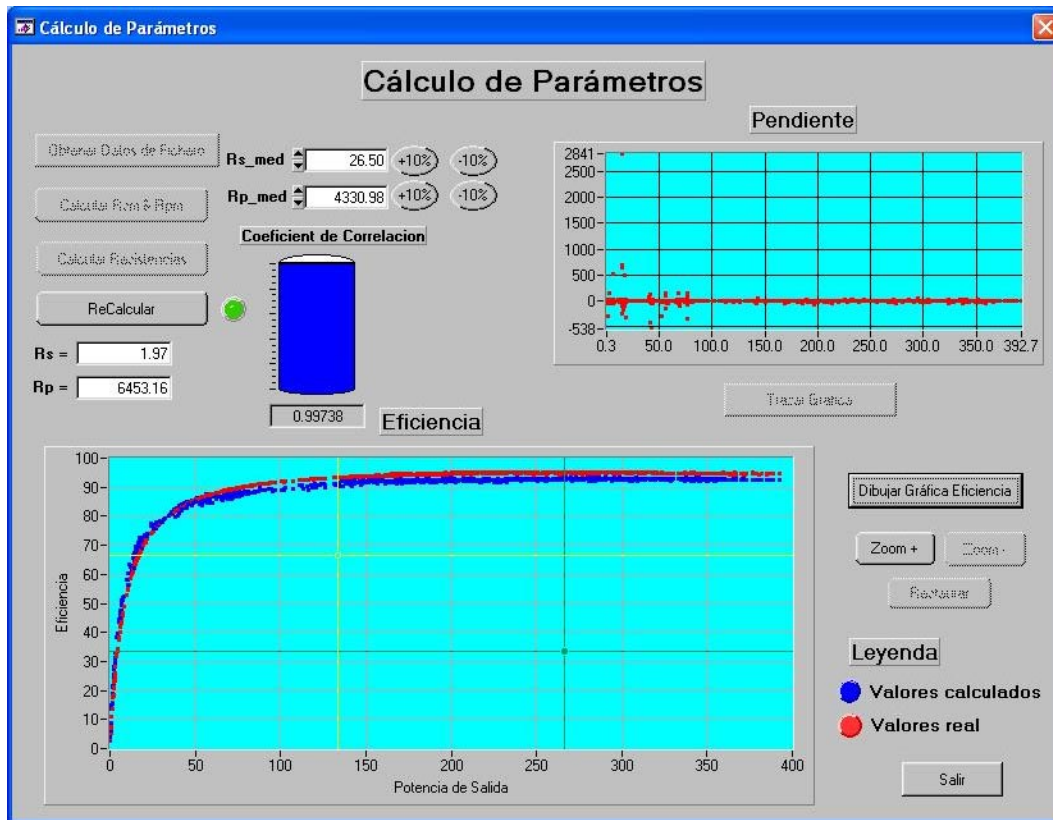 Cálculo de Parámetros
Cálculo de Parámetros
Obtener Datos de Fichero
Rs_med 26.50 +10% -10%
Rp_med 4330.98 +10% -10%
Calcular Rsm & Rpm
Calcular Resistencias
ReCalcular
Rs = 1.97
Rp = 6453.16
Coeficient de Correlacion
0.99738
Pendiente
2841
2500
2000
1500
1000
500
0
-538
0.3 50.0 100.0 150.0 200.0 250.0 300.0 350.0 392.7
Trazar Gráfica
Eficiencia
100
90
80
70
60
50
40
30
20
10
0
Eficiencia
0 50 100 150 200 250 300 350 400
Potencia de Salida
Dibujar Gráfica Eficiencia
Zoom + Zoom -
Restaurar
Leyenda
Valores calculados
Valores real
Salir